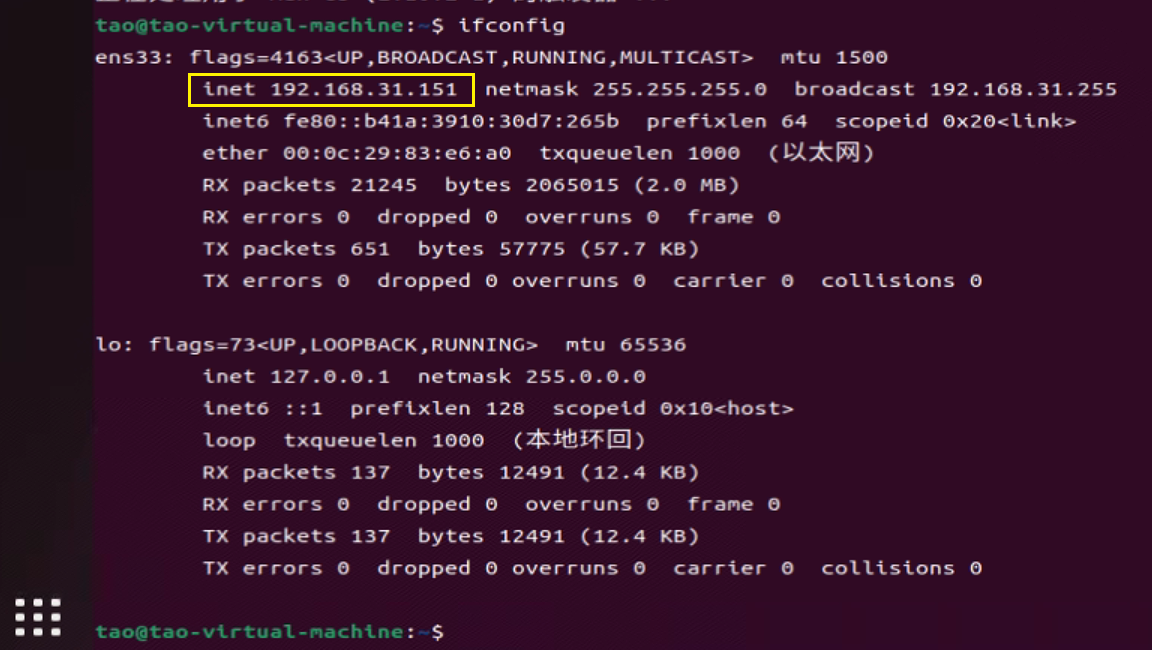 tao@tao-virtual-machine:~$ ifconfig
ens33: flags=4163<UP,BROADCAST,RUNNING,MULTICAST>  mtu 1500
        inet 192.168.31.151  netmask 255.255.255.0  broadcast 192.168.31.255
        inet6 fe80::b41a:3910:30d7:265b  prefixlen 64  scopeid 0x20<link>
        ether 00:0c:29:83:e6:a0  txqueuelen 1000  (以太网)
        RX packets 21245  bytes 2065015 (2.0 MB)
        RX errors 0  dropped 0  overruns 0  frame 0
        TX packets 651  bytes 57775 (57.7 KB)
        TX errors 0  dropped 0 overruns 0  carrier 0  collisions 0
lo: flags=73<UP,LOOPBACK,RUNNING>  mtu 65536
        inet 127.0.0.1  netmask 255.0.0.0
        inet6 ::1  prefixlen 128  scopeid 0x10<host>
        loop  txqueuelen 1000  (本地环回)
        RX packets 137  bytes 12491 (12.4 KB)
        RX errors 0  dropped 0  overruns 0  frame 0
        TX packets 137  bytes 12491 (12.4 KB)
        TX errors 0  dropped 0 overruns 0  carrier 0  collisions 0
tao@tao-virtual-machine:~$